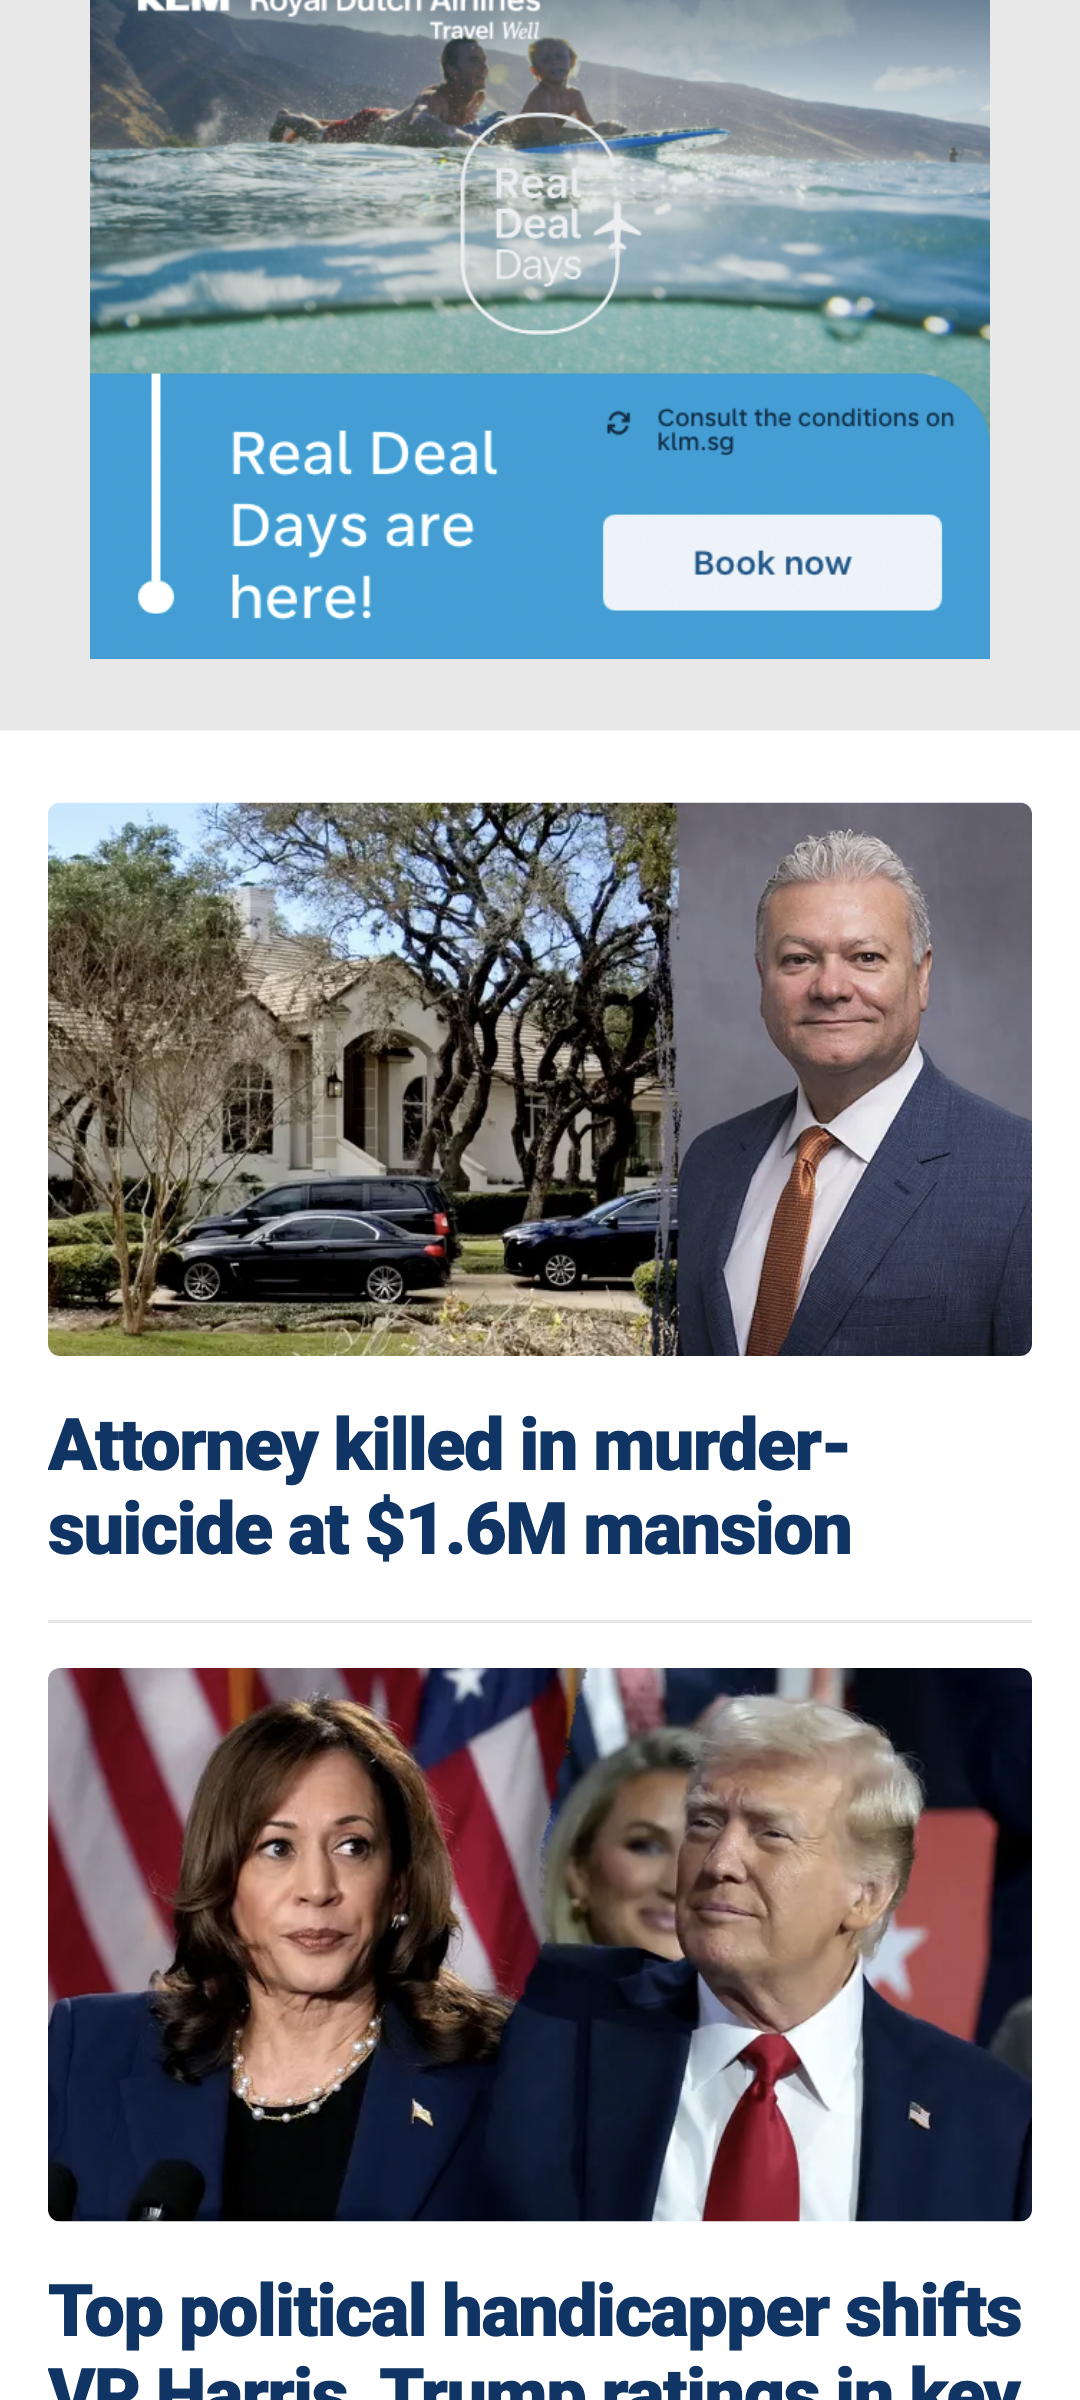 KLM Royal Dutch Airlines
Travel Well
Real
Deal
Days
Real Deal
Days are
here!
Consult the conditions on
klm.sg
Book now
Attorney killed in murder-
suicide at $1.6M mansion
Top political handicapper shifts
VP Harris, Trump ratings in key